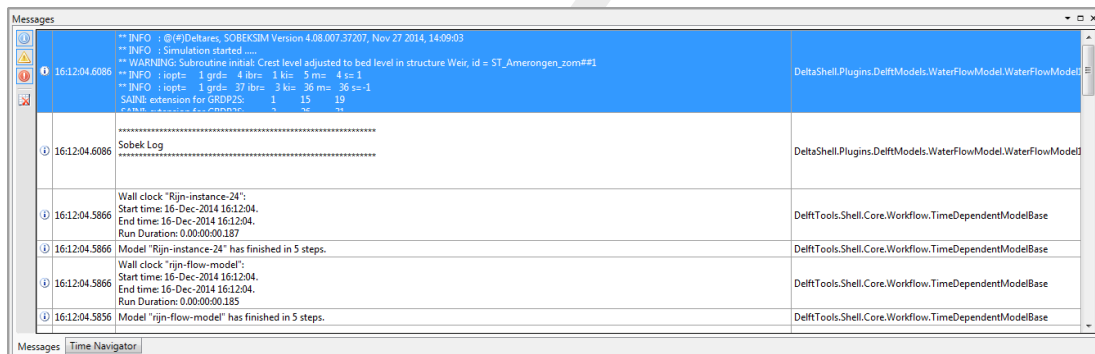 Messages
** INFO : @(#)Deltares, SOBEKSIM Version 4.08.007.37207, Nov 27 2014, 14:09:03
** INFO : Simulation started .....
** WARNING: Subroutine initial: Crest level adjusted to bed level in structure Weir, id = ST_Amerongen_zom##1
16:12:04.6086 ** INFO : iopt= 1 grd= 4 ibr= 1 ki= 5 m= 4 s= 1 DeltaShell.Plugins.DelftModels.WaterFlowModel.WaterFlowModel1
** INFO : iopt= 1 grd= 37 ibr= 3 ki= 36 m= 36 s=-1
SAINI: extension for GRDP2S: 1 15 19
****************************************************************
16:12:04.6086 Sobek Log DeltaShell.Plugins.DelftModels.WaterFlowModel.WaterFlowModel1
****************************************************************
Wall clock "Rijn-instance-24":
Start time: 16-Dec-2014 16:12:04.
16:12:04.5866 End time: 16-Dec-2014 16:12:04. DelftTools.Shell.Core.Workflow.TimeDependentModelBase
Run Duration: 0.00:00:00.187
16:12:04.5866 Model "Rijn-instance-24" has finished in 5 steps. DelftTools.Shell.Core.Workflow.TimeDependentModelBase
Wall clock "rijn-flow-model":
Start time: 16-Dec-2014 16:12:04.
16:12:04.5866 End time: 16-Dec-2014 16:12:04. DelftTools.Shell.Core.Workflow.TimeDependentModelBase
Run Duration: 0.00:00:00.185
16:12:04.5856 Model "rijn-flow-model" has finished in 5 steps. DelftTools.Shell.Core.Workflow.TimeDependentModelBase
Messages Time Navigator